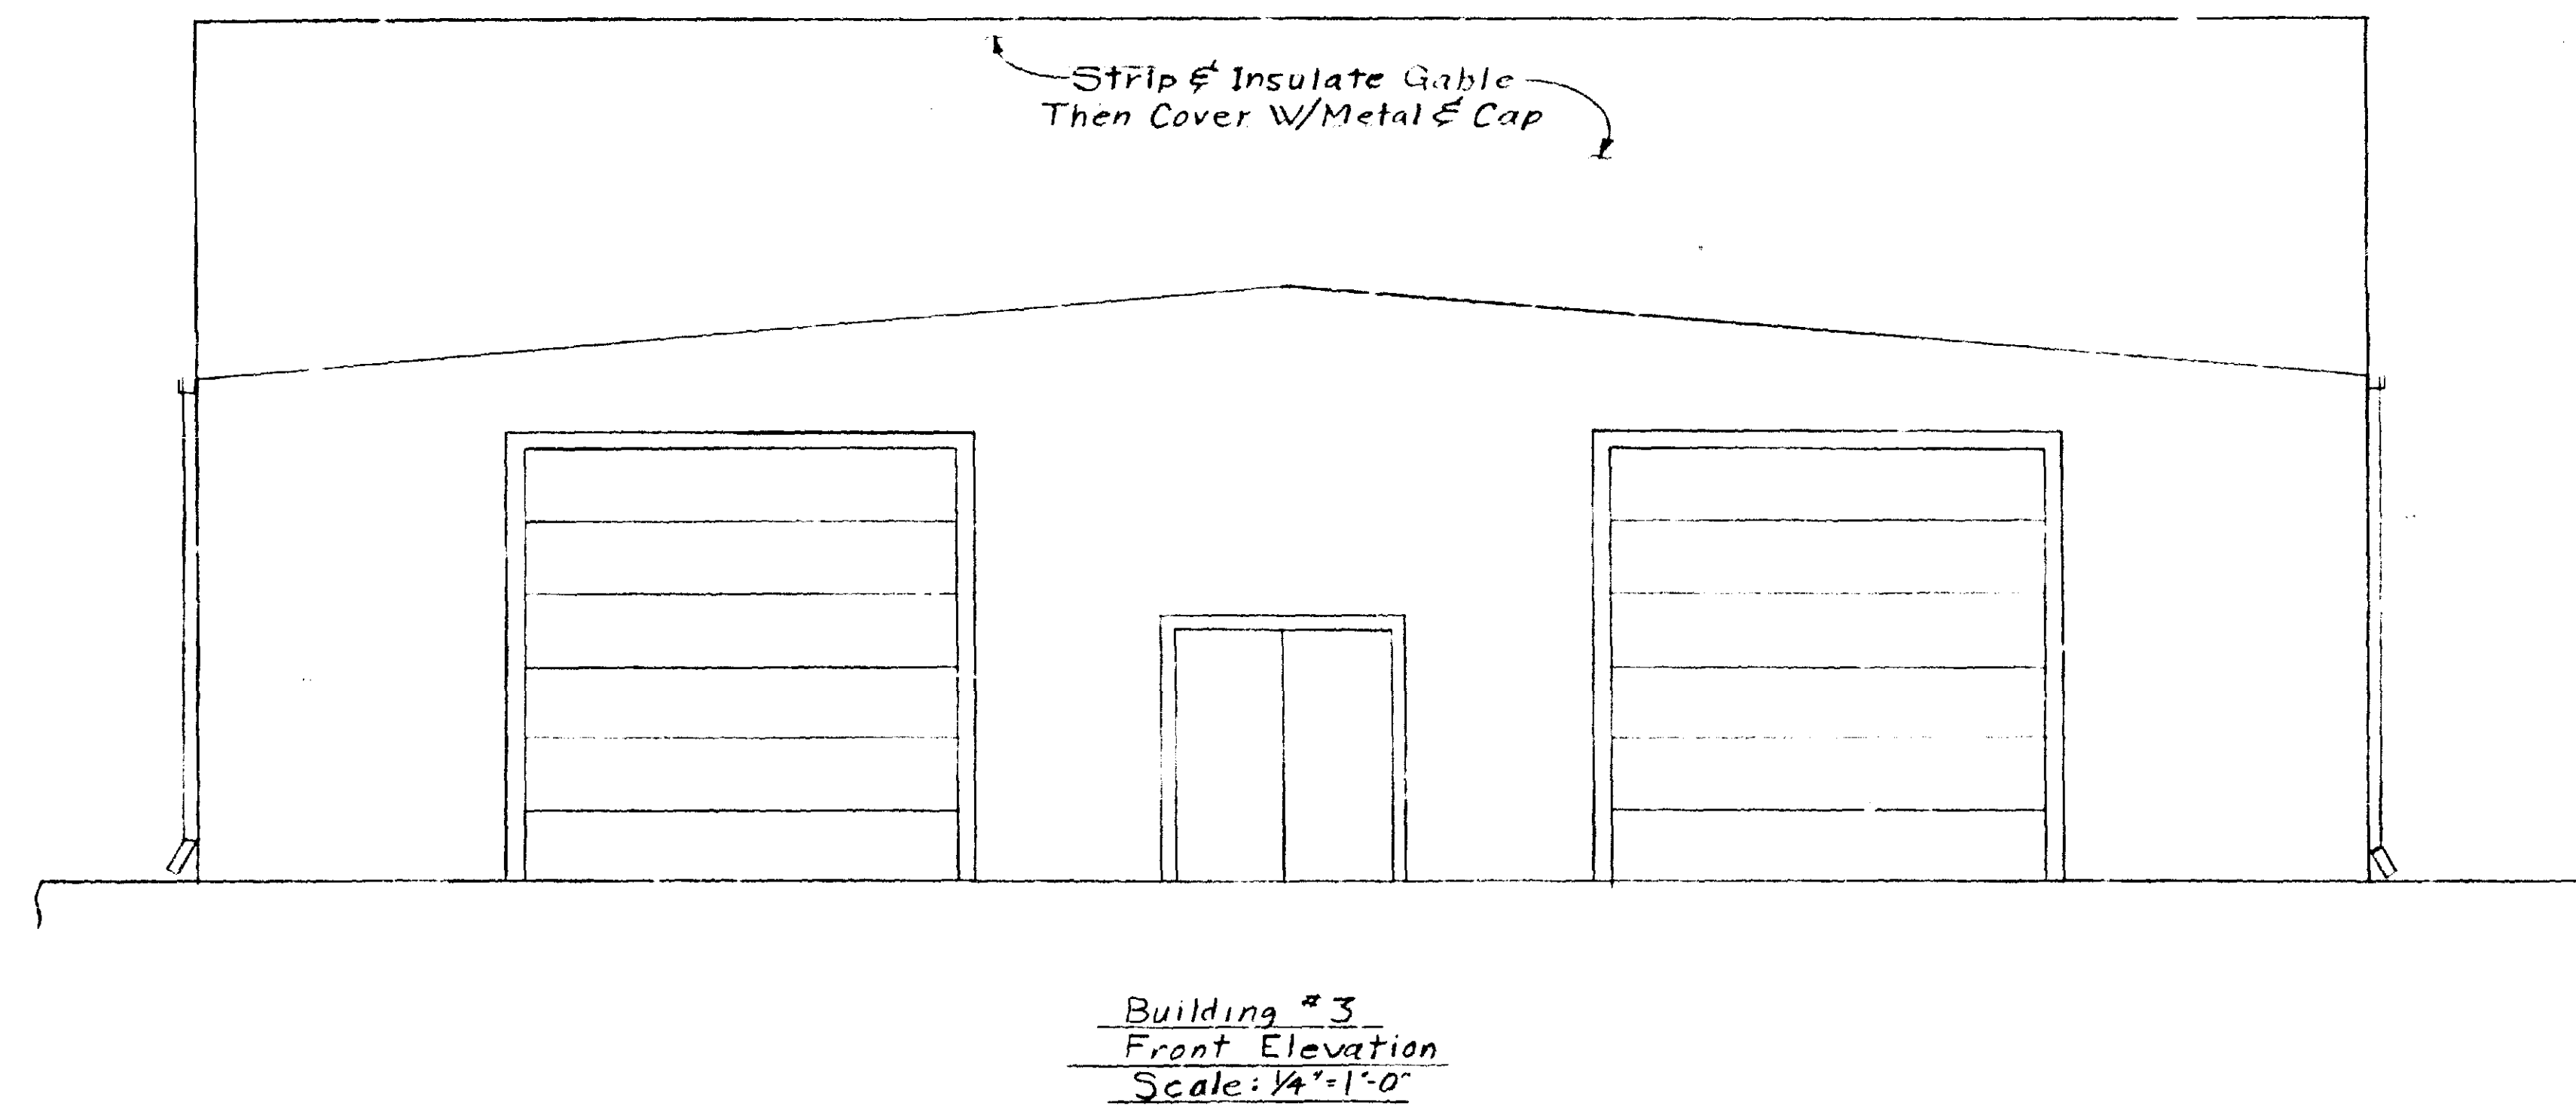 Strip & Insulate Gable
Then Cover W/Metal & Cap
Building #3
Front Elevation
Scale: 1/4"=1'-0"